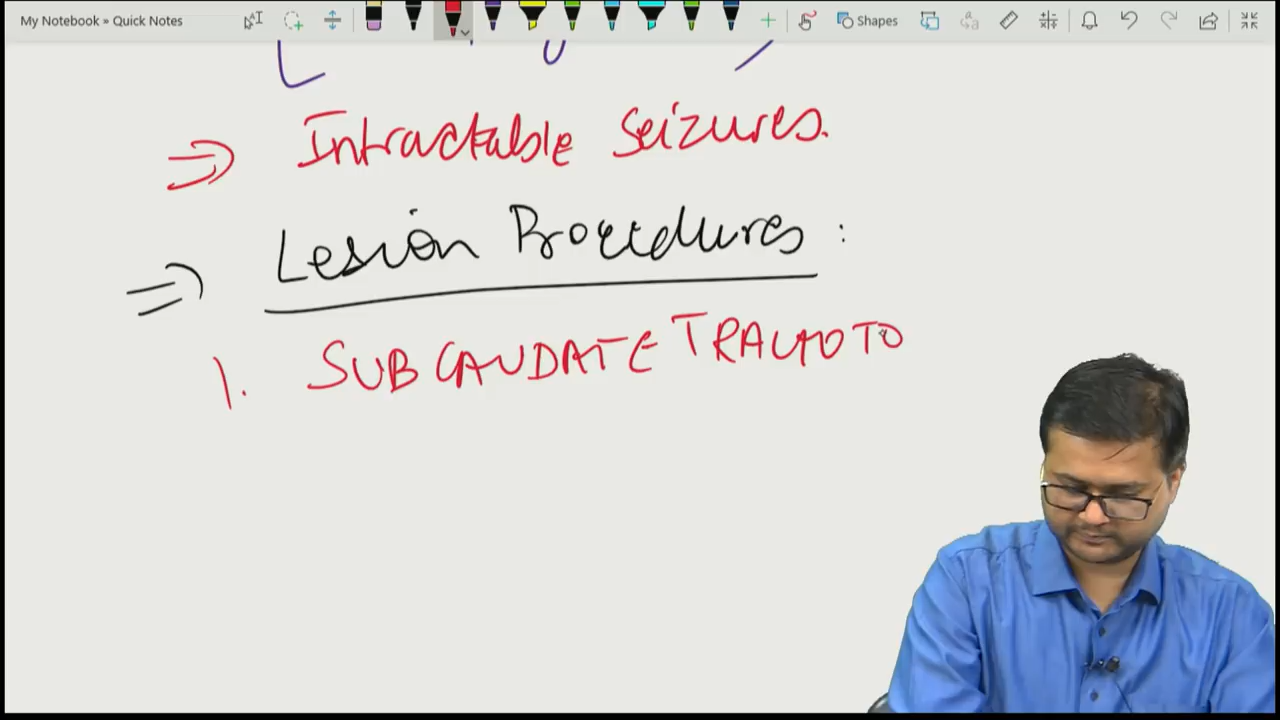 My Notebook » Quick Notes
Shapes
⇒ Intractable Seizures.
⇒ Lesion Procedures :
1. SUBCAUDATE TRACTOTO